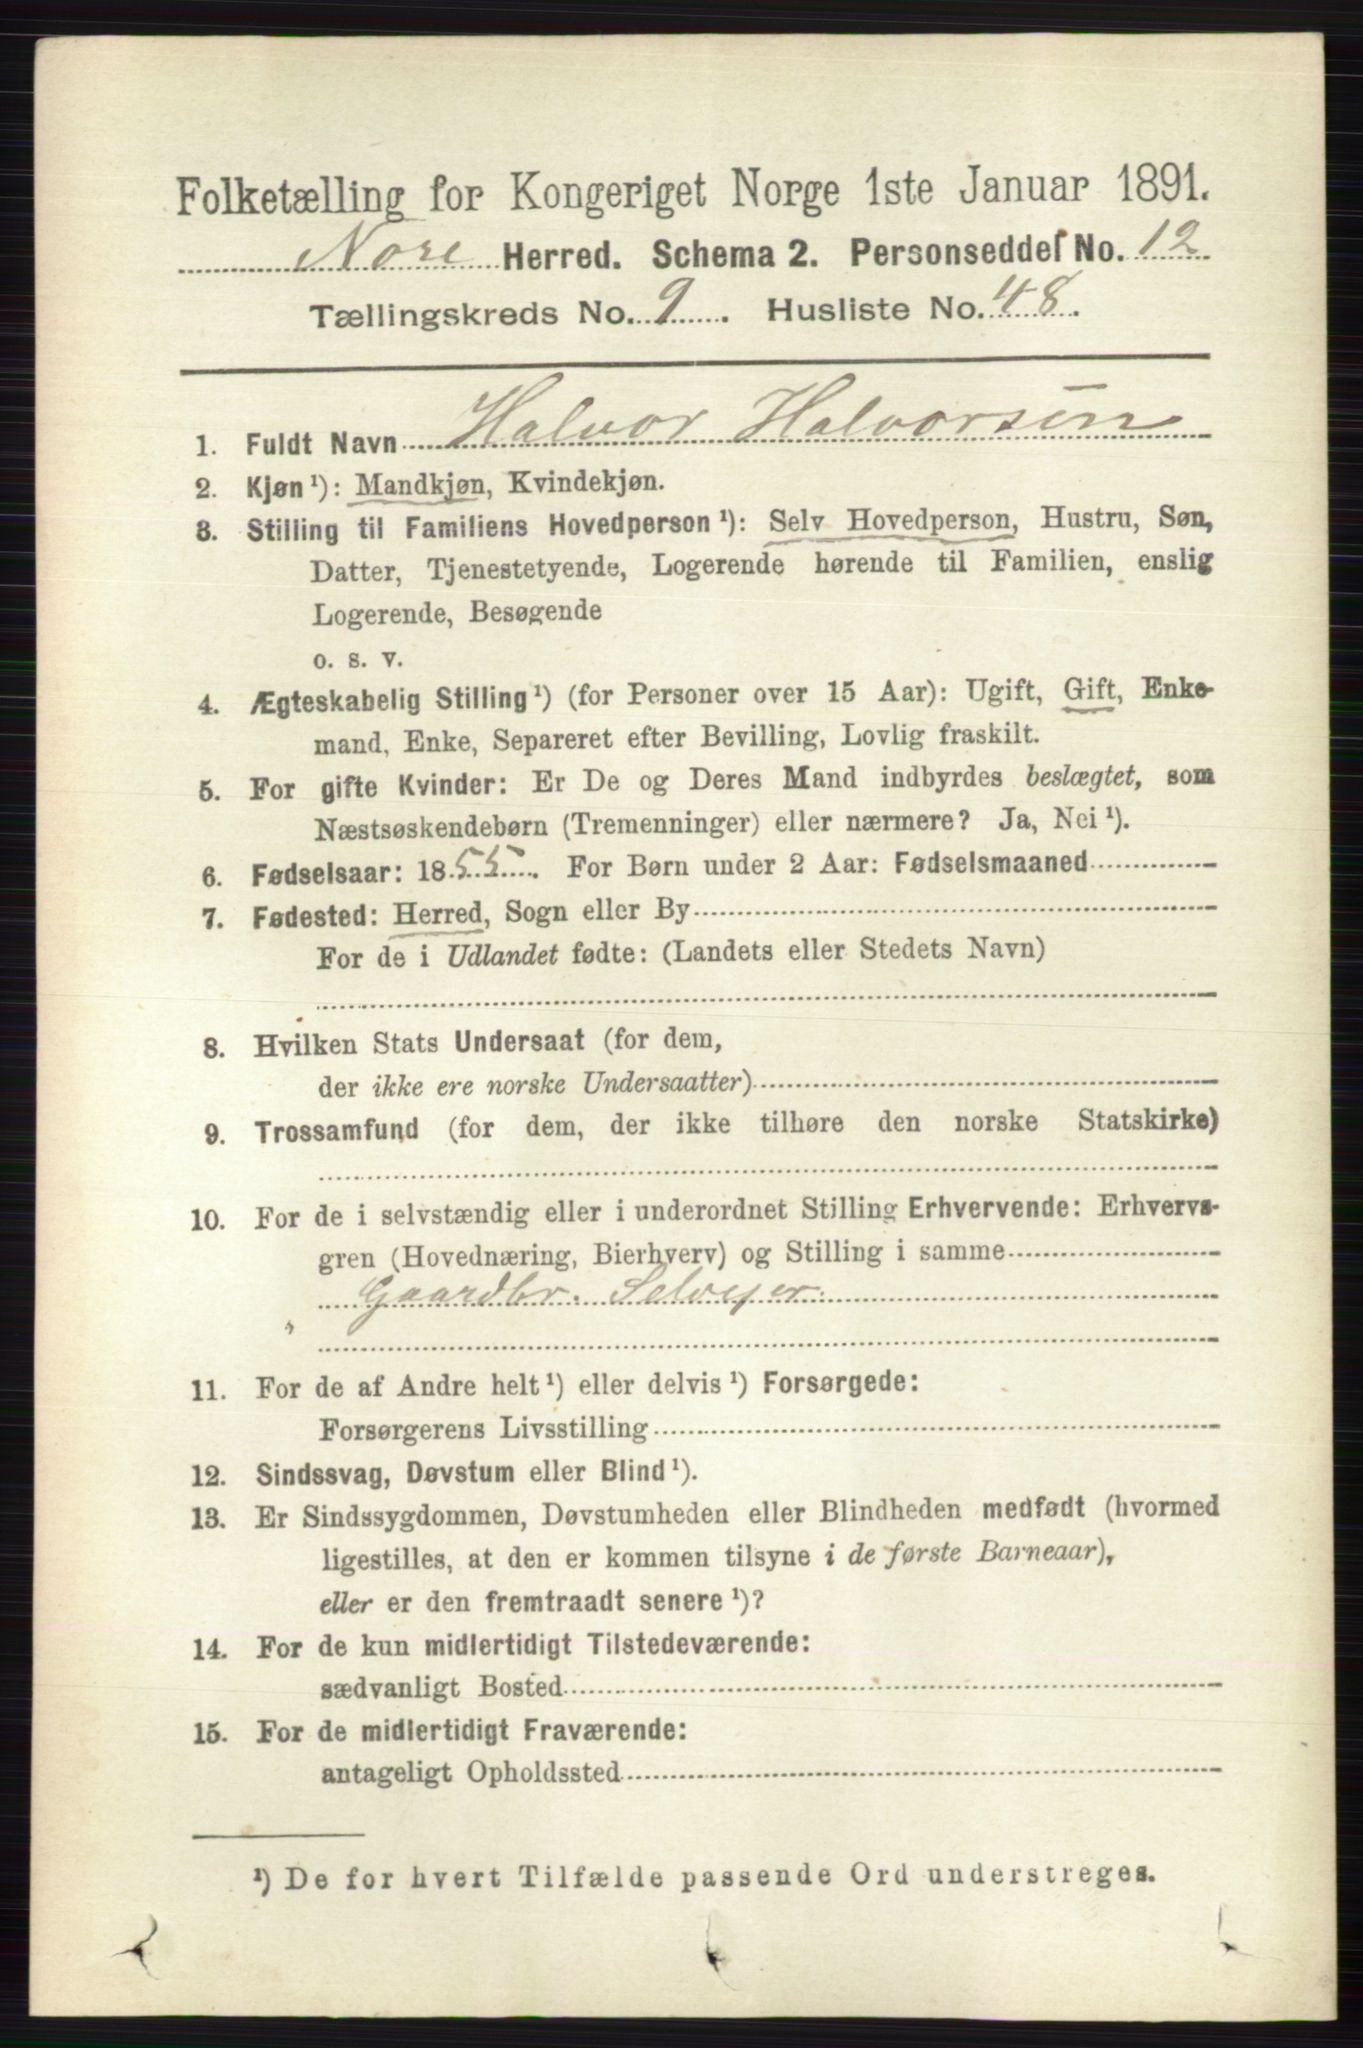 Folketælling for Kongeriget Norge 1ste Januar 1891.
Nore Herred. Schema 2. Personseddel No. 12
Tællingskreds No. 9. Husliste No. 48.
1. Fuldt Navn Halvor Halvorsen
2. Kjøn ¹): Mandkjøn, Kvindekjøn.
3. Stilling til Familiens Hovedperson ¹): Selv Hovedperson, Hustru, Søn,
Datter, Tjenestetyende, Logerende hørende til Familien, enslig
Logerende, Besøgende
o. s. v.
4. Ægteskabelig Stilling ¹) (for Personer over 15 Aar): Ugift, Gift, Enke-
mand, Enke, Separeret efter Bevilling, Lovlig fraskilt.
5. For gifte Kvinder: Er De og Deres Mand indbyrdes beslægtet, som
Næstsøskendebørn (Tremenninger) eller nærmere? Ja, Nei ¹).
6. Fødselsaar: 1855. For Børn under 2 Aar: Fødselsmaaned
7. Fødested: Herred, Sogn eller By
For de i Udlandet fødte: (Landets eller Stedets Navn)
8. Hvilken Stats Undersaat (for dem,
der ikke ere norske Undersaatter)
9. Trossamfund (for dem, der ikke tilhøre den norske Statskirke)
10. For de i selvstændig eller i underordnet Stilling Erhvervende: Erhvervs-
gren (Hovednæring, Bierhverv) og Stilling i samme
Gaardbr. Selvejer.
11. For de af Andre helt ¹) eller delvis ¹) Forsørgede:
Forsørgerens Livsstilling
12. Sindssvag, Døvstum eller Blind ¹).
13. Er Sindssygdommen, Døvstumheden eller Blindheden medfødt (hvormed
ligestilles, at den er kommen tilsyne i de første Barneaar),
eller er den fremtraadt senere ¹)?
14. For de kun midlertidigt Tilstedeværende:
sædvanligt Bosted
15. For de midlertidigt Fraværende:
antageligt Opholdssted
¹) De for hvert Tilfælde passende Ord understreges.